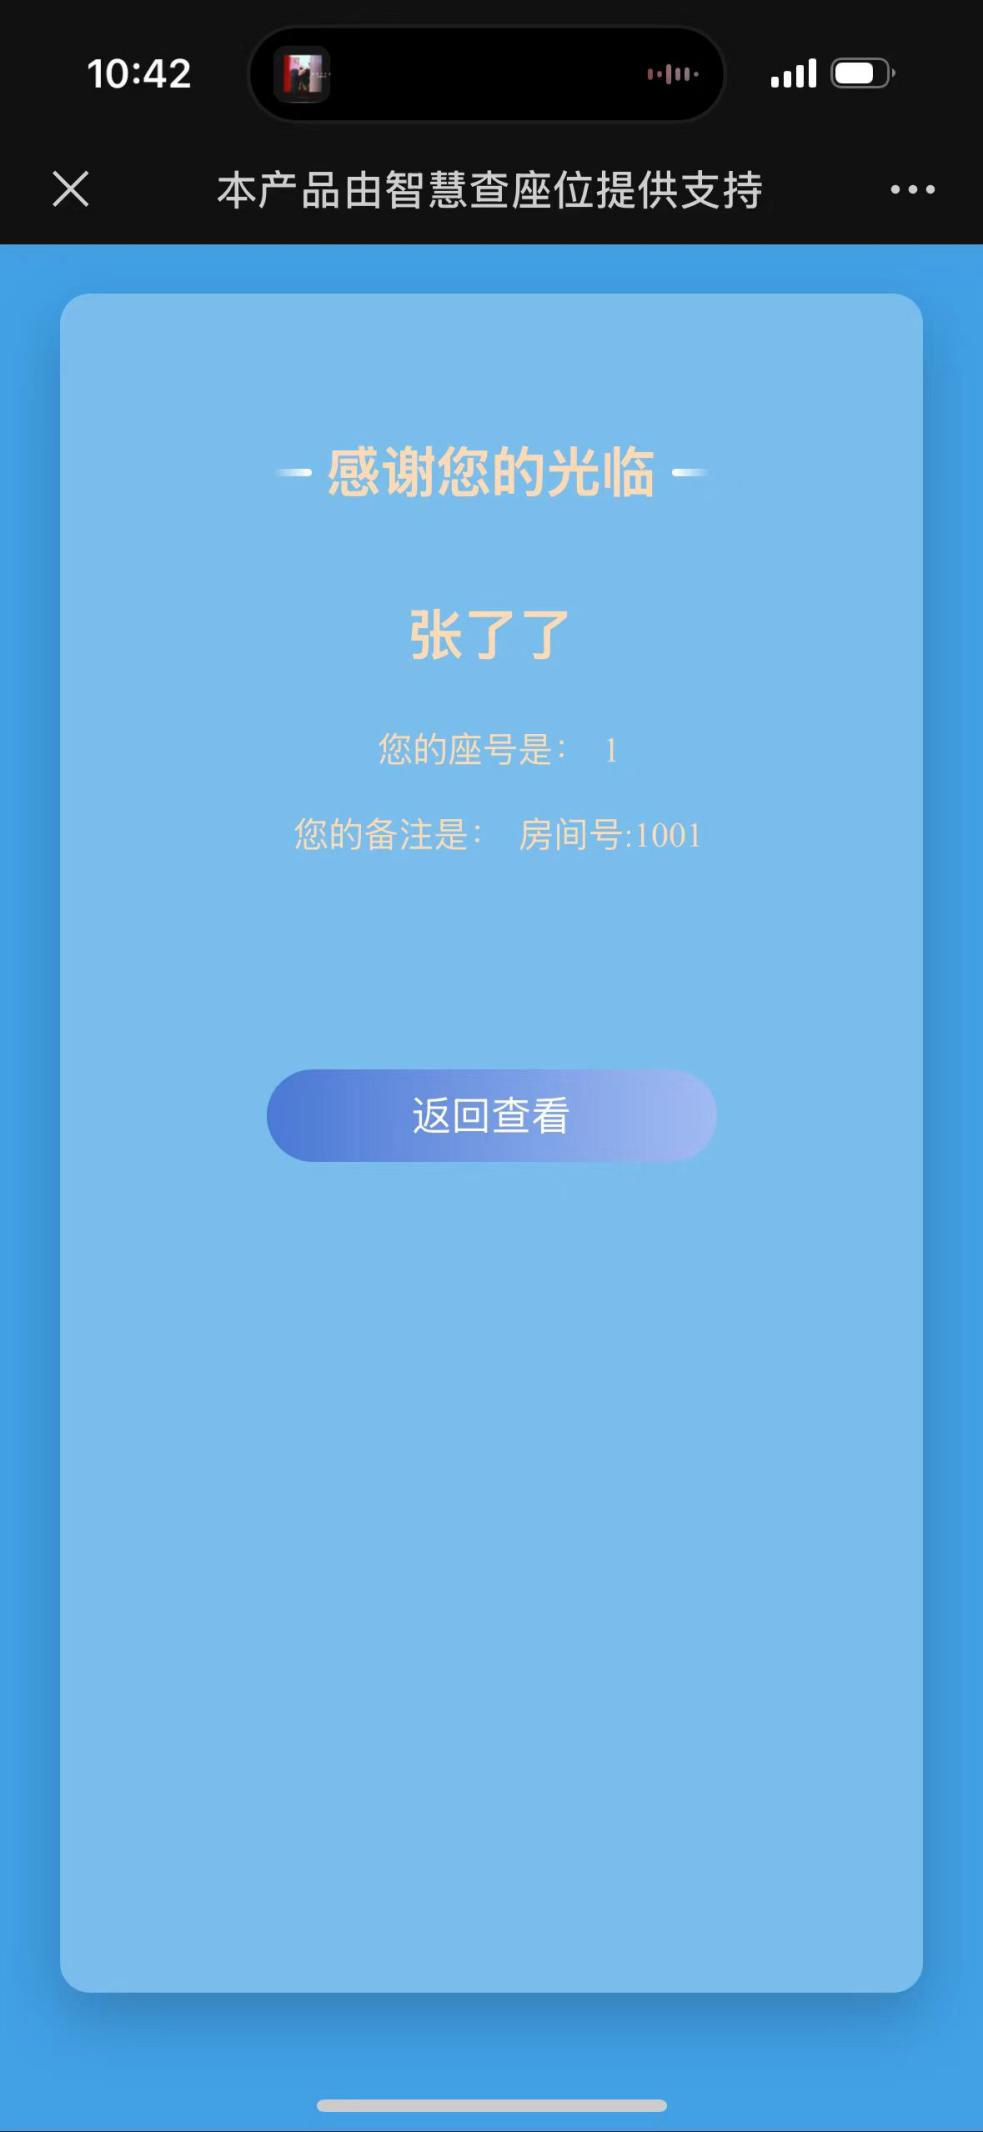 10:42
本产品由智慧查座位提供支持
感谢您的光临
张了了
您的座号是： 1
您的备注是： 房间号:1001
返回查看